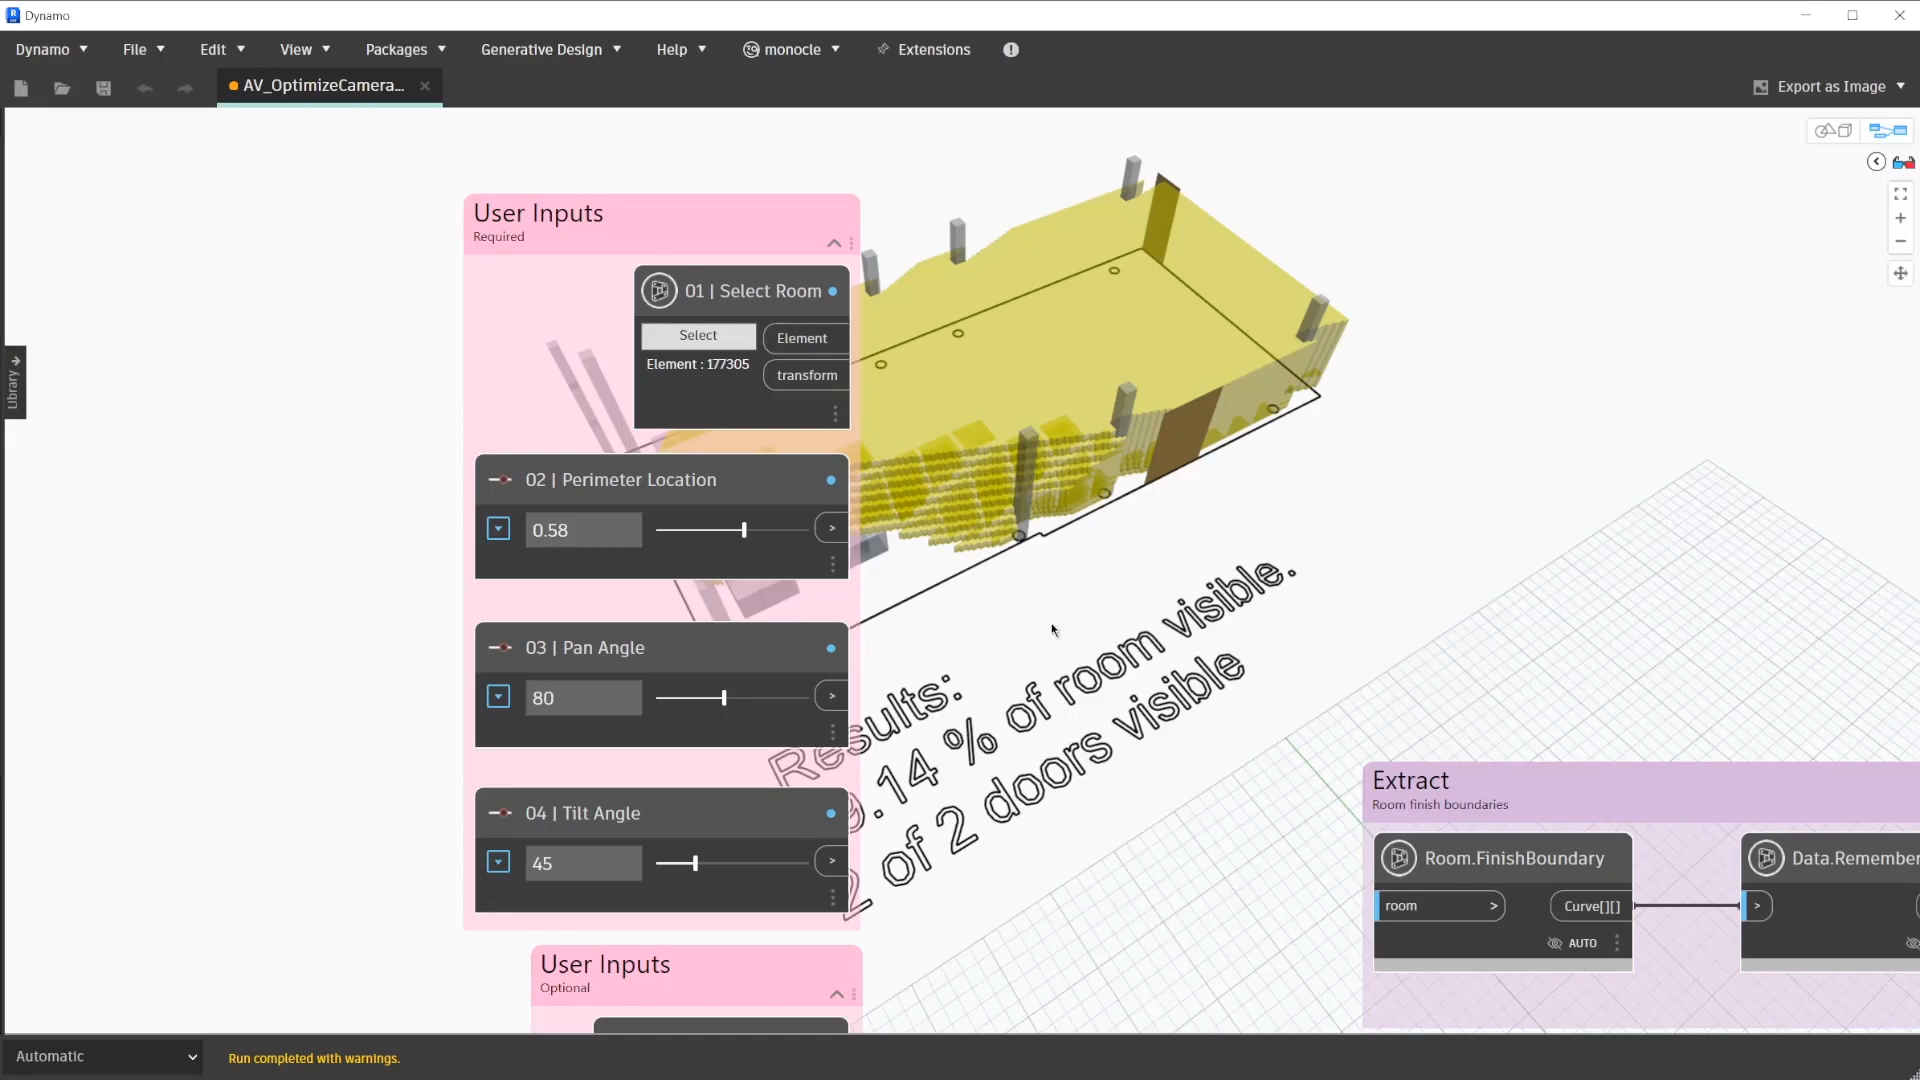 Dynamo
Dynamo File Edit View Packages Generative Design Help monocle Extensions
AV_OptimizeCamera...
Export as Image
Library
User Inputs
Required
01 | Select Room
Select
Element
Element : 177305
transform
02 | Perimeter Location
0.58
>
03 | Pan Angle
80
>
04 | Tilt Angle
45
>
Results:
.14 % of room visible.
2 of 2 doors visible
User Inputs
Optional
Extract
Room finish boundaries
Room.FinishBoundary
room >
Curve[][]
AUTO
Data.Remember
>
Automatic
Run completed with warnings.